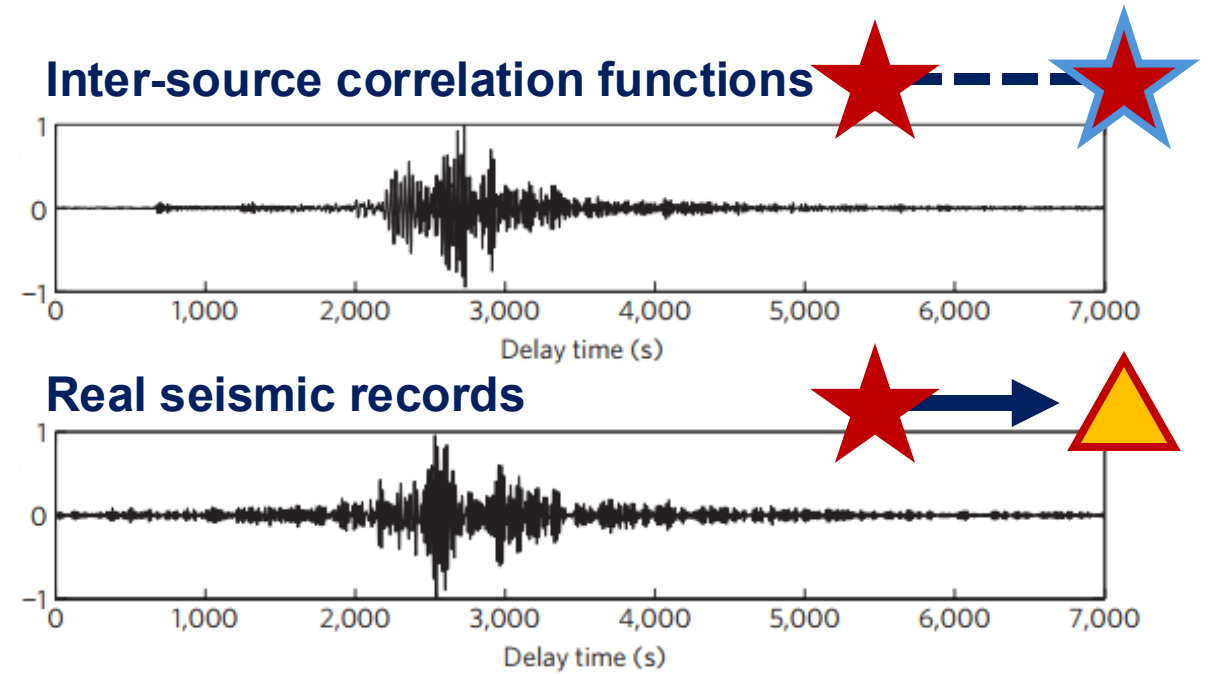 Inter-source correlation functions
1
0
−1
0 1,000 2,000 3,000 4,000 5,000 6,000 7,000
Delay time (s)
Real seismic records
1
0
−1
0 1,000 2,000 3,000 4,000 5,000 6,000 7,000
Delay time (s)